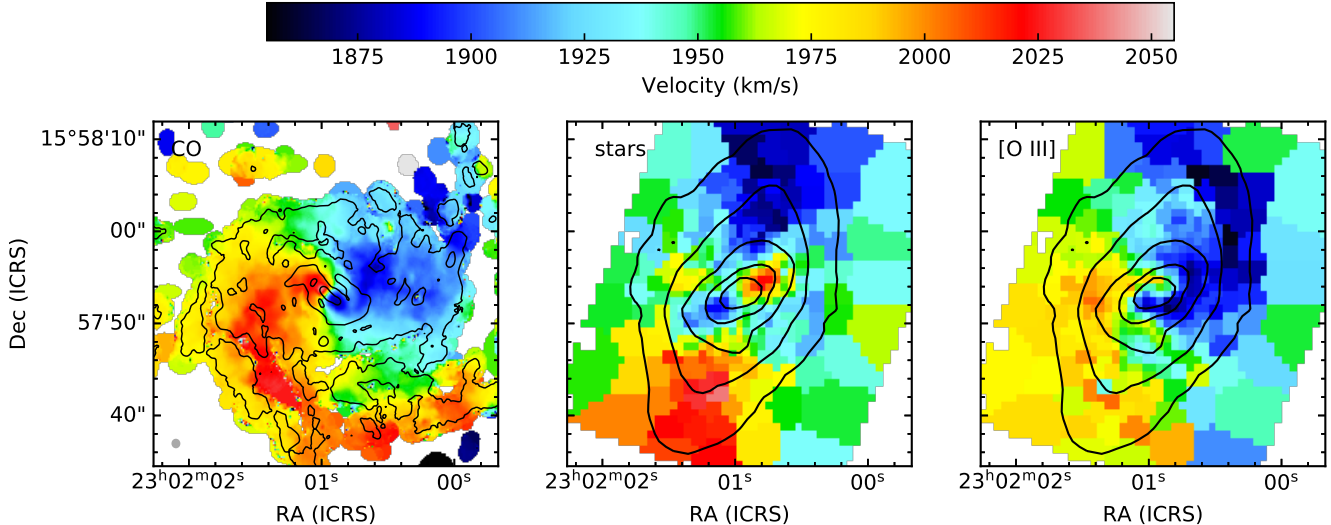 1875 1900 1925 1950 1975 2000 2025 2050
Velocity (km/s)
CO
stars
[O III]
15°58'10"
00"
57'50"
40"
Dec (ICRS)
23ʰ02ᵐ02ˢ 01ˢ 00ˢ
23ʰ02ᵐ02ˢ 01ˢ 00ˢ
23ʰ02ᵐ02ˢ 01ˢ 00ˢ
RA (ICRS)
RA (ICRS)
RA (ICRS)